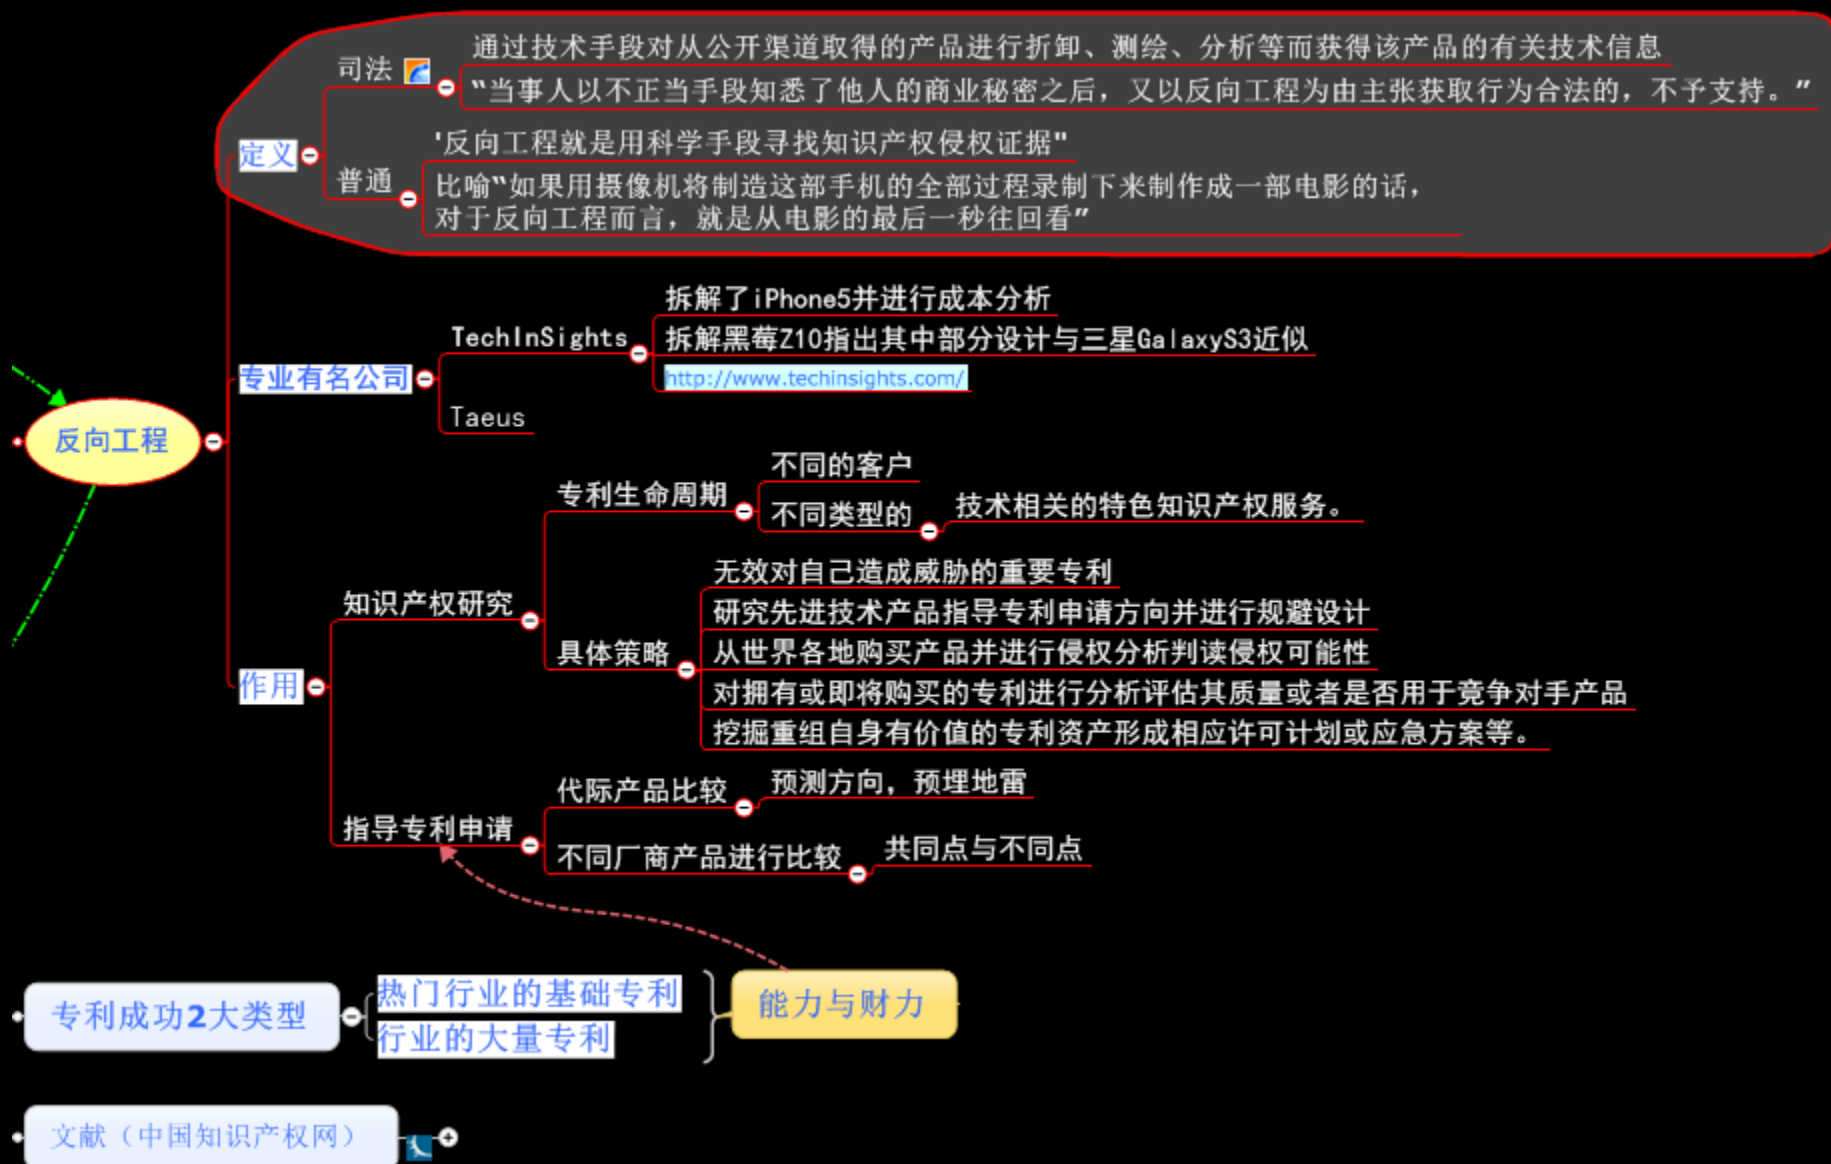 通过技术手段对从公开渠道取得的产品进行折卸、测绘、分析等而获得该产品的有关技术信息
司法
“当事人以不正当手段知悉了他人的商业秘密之后，又以反向工程为由主张获取行为合法的，不予支持。”
定义
'反向工程就是用科学手段寻找知识产权侵权证据"
普通
比喻“如果用摄像机将制造这部手机的全部过程录制下来制作成一部电影的话，
对于反向工程而言，就是从电影的最后一秒往回看”
反向工程
专业有名公司
TechInSights
拆解了iPhone5并进行成本分析
拆解黑莓Z10指出其中部分设计与三星GalaxyS3近似
http://www.techinsights.com/
Taeus
作用
知识产权研究
专利生命周期
不同的客户
不同类型的
技术相关的特色知识产权服务。
具体策略
无效对自己造成威胁的重要专利
研究先进技术产品指导专利申请方向并进行规避设计
从世界各地购买产品并进行侵权分析判读侵权可能性
对拥有或即将购买的专利进行分析评估其质量或者是否用于竞争对手产品
挖掘重组自身有价值的专利资产形成相应许可计划或应急方案等。
指导专利申请
代际产品比较
预测方向，预埋地雷
不同厂商产品进行比较
共同点与不同点
专利成功2大类型
热门行业的基础专利
行业的大量专利
能力与财力
文献（中国知识产权网）